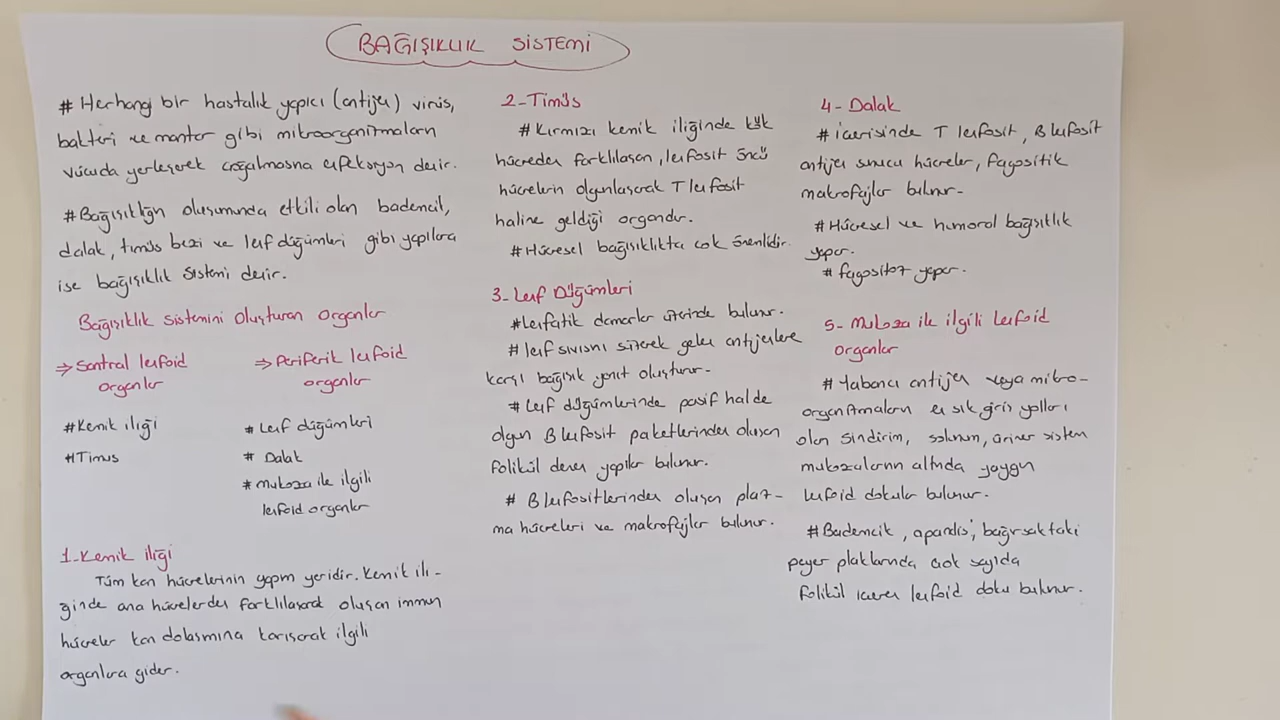 BAĞIŞIKLIK SİSTEMİ
# Herhangi bir hastalık yapıcı (antijen) virüs,
bakteri ve mantar gibi mikroorganizmaların
vücuda yerleşerek çoğalmasına enfeksiyon denir.
# Bağışıklığın oluşumunda etkili olan bademcik,
dalak, timüs bezi ve lenf düğümleri gibi yapılara
ise bağışıklık sistemi denir.
Bağışıklık Sistemini Oluşturan Organlar
⇒ Santral lenfoid
organlar
# Kemik iliği
# Timus
⇒ Periferik lenfoid
organlar
# Lenf düğümleri
# Dalak
# mukoza ile ilgili
lenfoid organlar
1-Kemik iliği
Tüm kan hücrelerinin yapım yeridir. Kemik ili-
ğinde ana hücrelerden farklılaşarak oluşan immün
hücreler kan dolaşımına karışarak ilgili
organlara gider.
2-Timüs
# Kırmızı kemik iliğinde kök
hücreden farklılaşan, lenfosit öncü
hücrelerin olgunlaşarak T lenfosit
haline geldiği organdır.
# Hücresel bağışıklıkta çok önemlidir.
3-Lenf Düğümleri
# Lenfatik damarlar üzerinde bulunur.
# lenf sıvısını süzerek gelen antijenlere
karşı bağışık yanıt oluşturur.
# Lenf düğümlerinde pasif halde
olgun B lenfosit paketlerinden oluşan
folikül denen yapılar bulunur.
# B lenfositlerinden oluşan plaz-
ma hücreleri ve makrofajlar bulunur.
4-Dalak
# İçerisinde T lenfosit, B lenfosit
antijen sunucu hücreler, fagositik
makrofajlar bulunur.
# Hücresel ve humoral bağışıklık
yapar.
# fagositoz yapar.
5- Mukoza ile ilgili Lenfoid
organlar
# Yabancı antijen veya mikro-
organizmaların en sık giriş yolları
olan sindirim, solunum, üriner sistem
mukozalarının altında yaygın
lenfoid dokular bulunur.
# Bademcik, apandis, bağırsaktaki
peyer plaklarında çok sayıda
folikül içeren lenfoid doku bulunur.